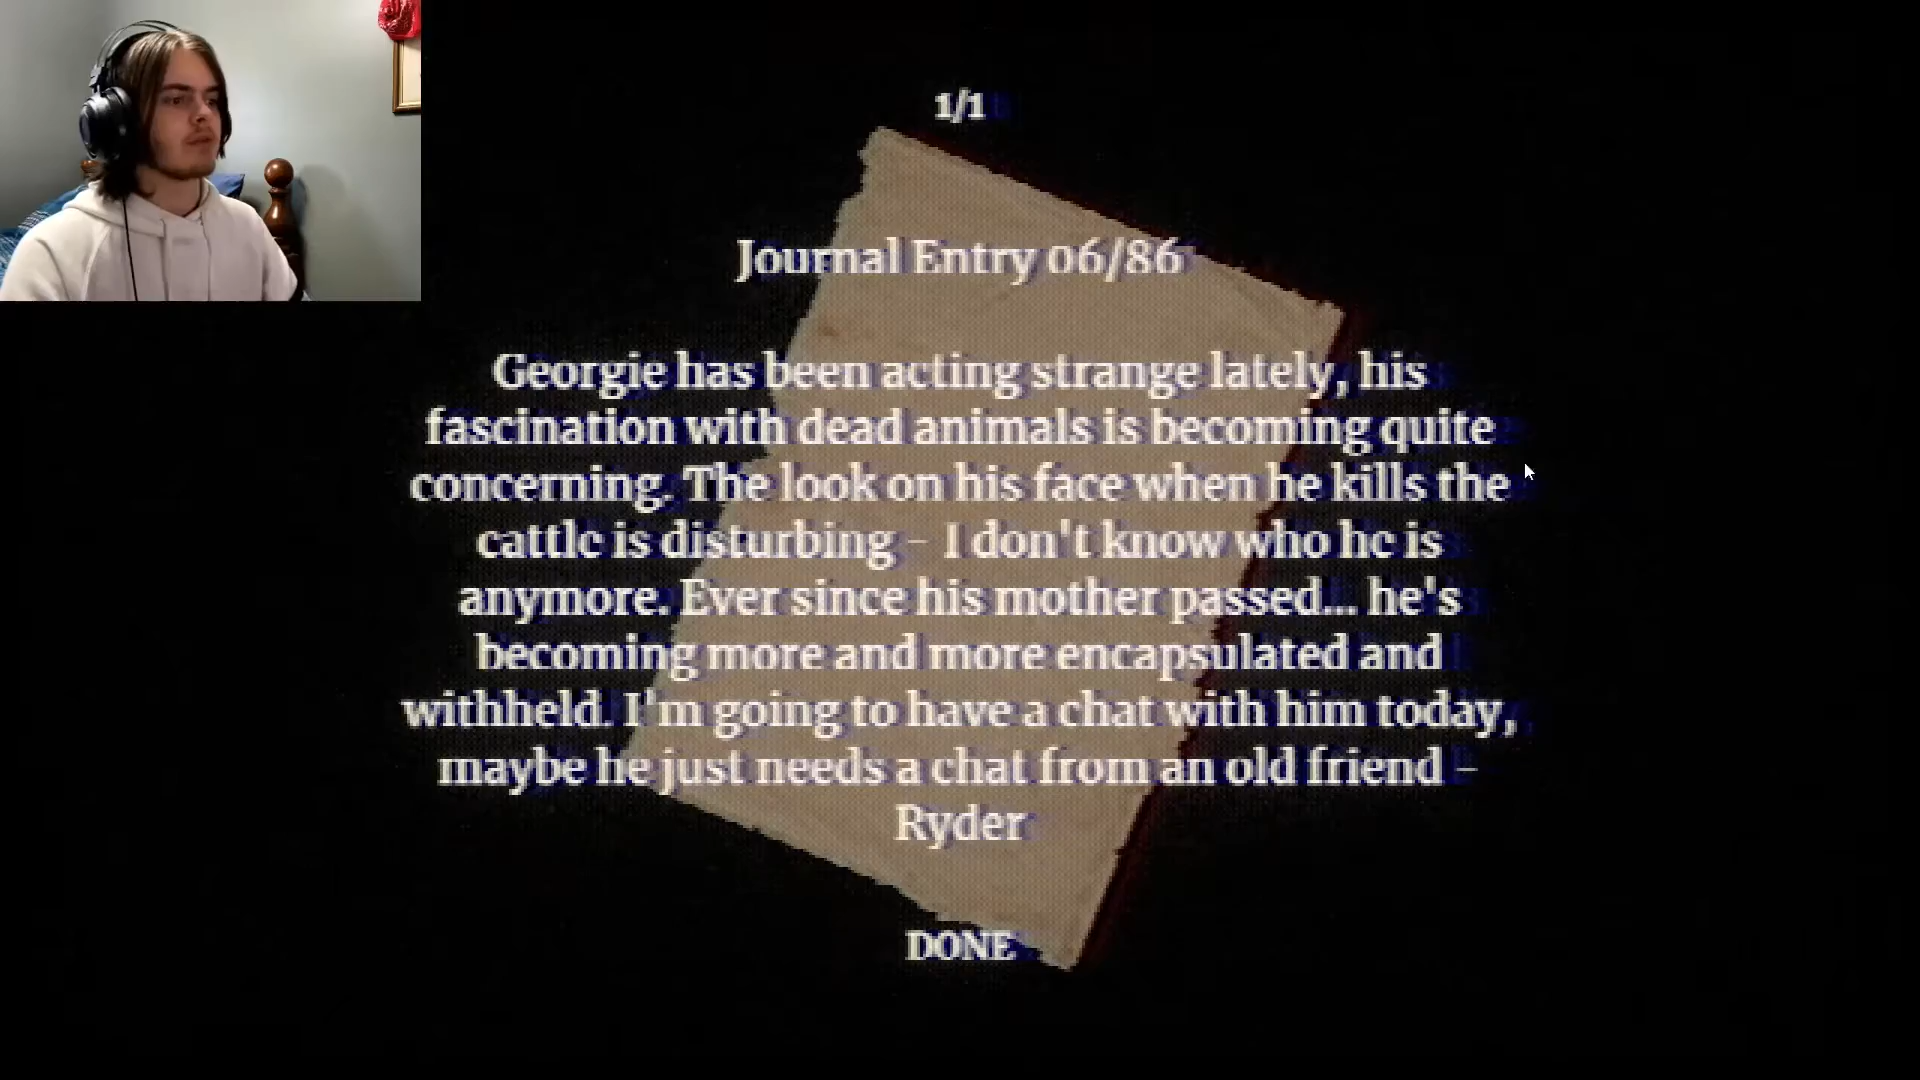 1/1
Journal Entry 06/86
Georgie has been acting strange lately, his
fascination with dead animals is becoming quite
concerning. The look on his face when he kills the
cattle is disturbing - I don't know who he is
anymore. Ever since his mother passed... he's
becoming more and more encapsulated and
withheld. I'm going to have a chat with him today,
maybe he just needs a chat from an old friend -
Ryder
DONE